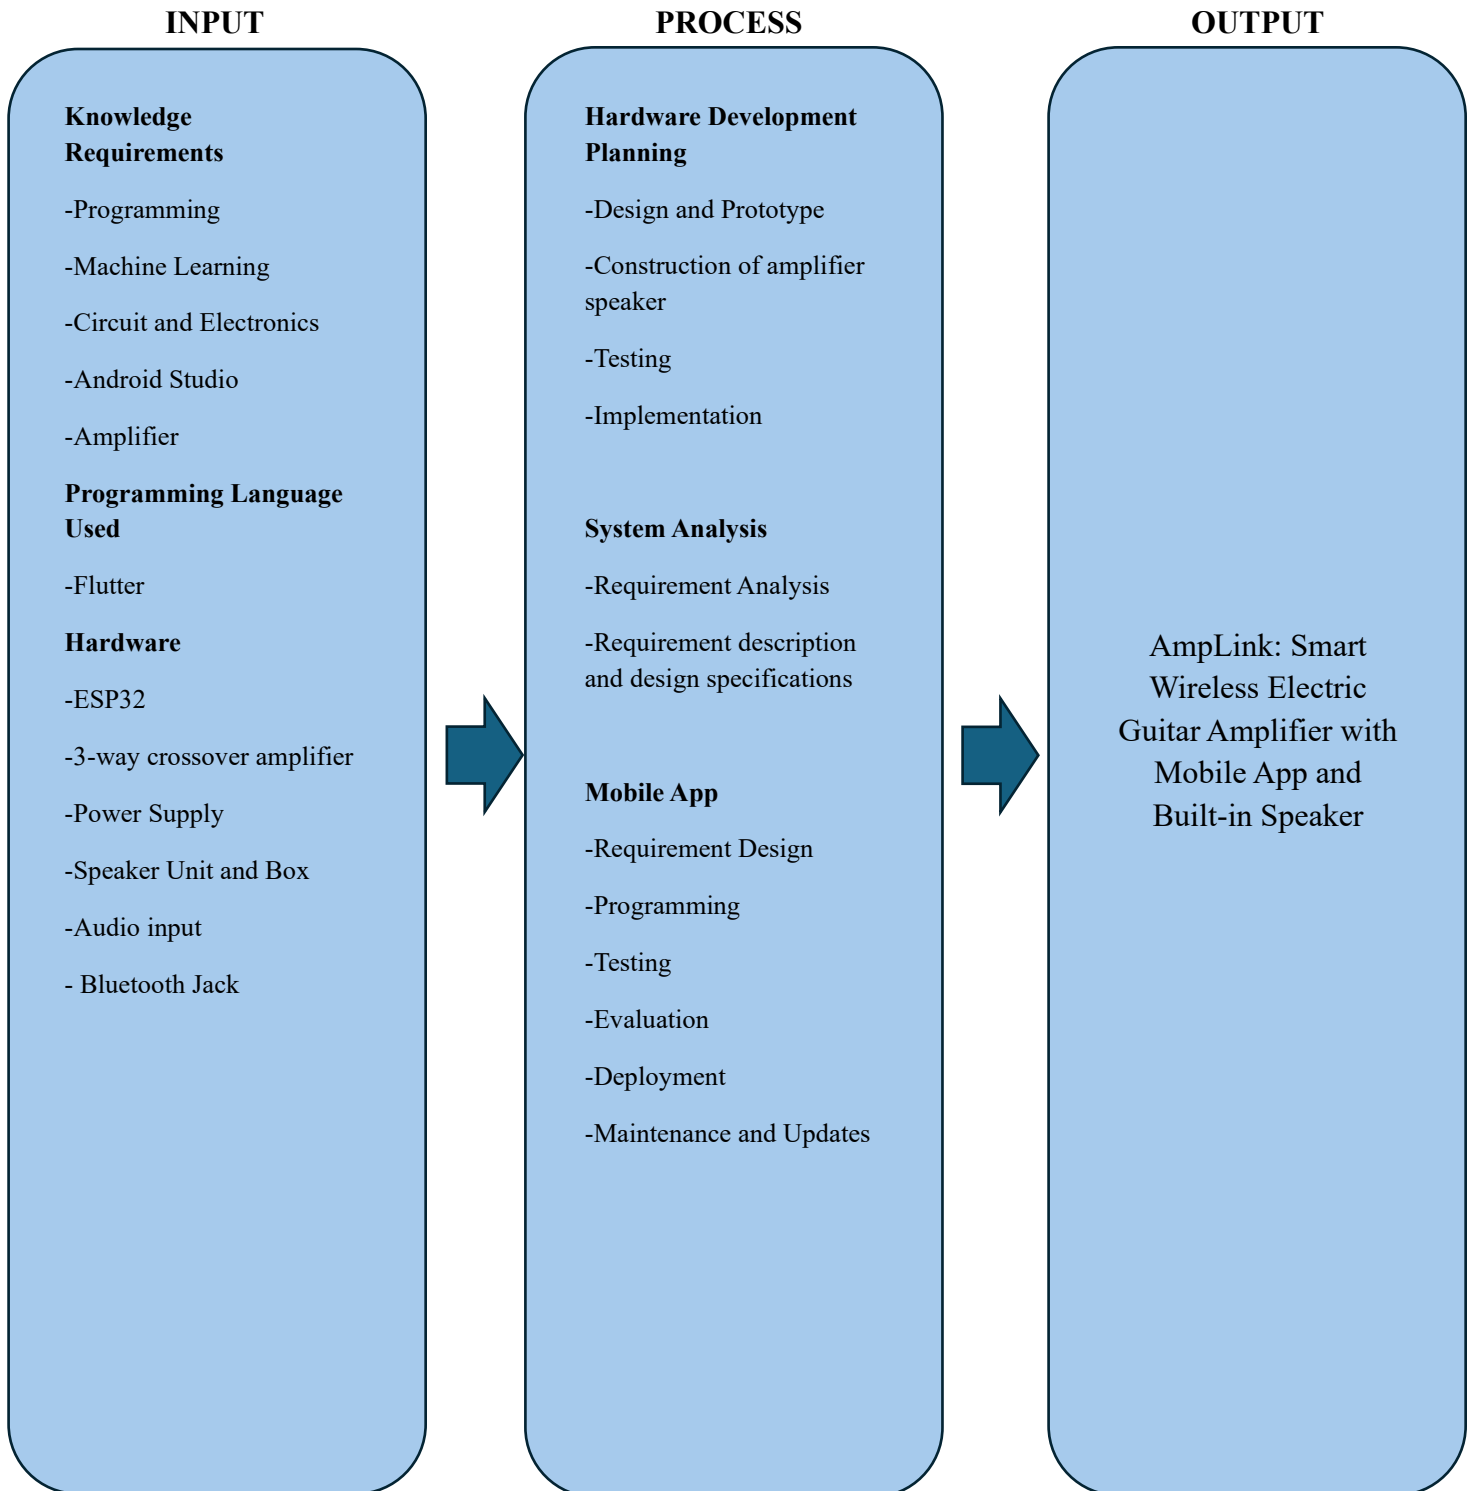 INPUT
Knowledge
Requirements
-Programming
-Machine Learning
-Circuit and Electronics
-Android Studio
-Amplifier
Programming Language
Used
-Flutter
Hardware
-ESP32
-3-way crossover amplifier
-Power Supply
-Speaker Unit and Box
-Audio input
- Bluetooth Jack
PROCESS
Hardware Development
Planning
-Design and Prototype
-Construction of amplifier
speaker
-Testing
-Implementation
System Analysis
-Requirement Analysis
-Requirement description
and design specifications
Mobile App
-Requirement Design
-Programming
-Testing
-Evaluation
-Deployment
-Maintenance and Updates
OUTPUT
AmpLink: Smart
Wireless Electric
Guitar Amplifier with
Mobile App and
Built-in Speaker